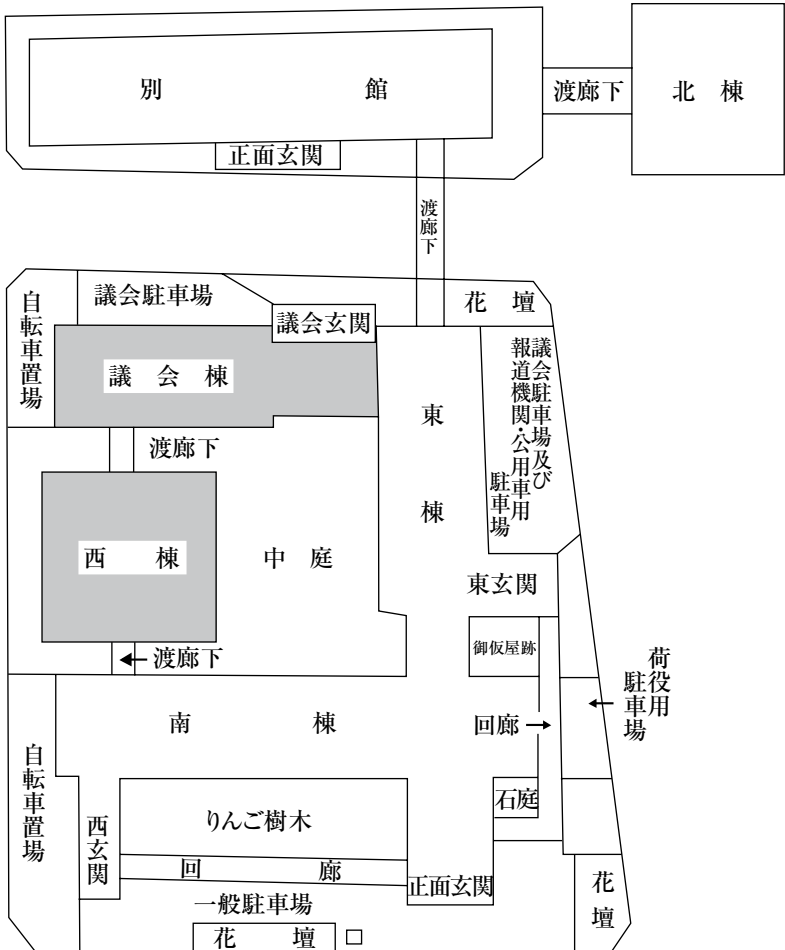 別館
渡廊下
北棟
正面玄関
渡廊下
自転車置場
議会駐車場
議会玄関
花壇
議会棟
東棟
議会駐車場及び
報道機関・公用車用
駐車場
渡廊下
西棟
中庭
東玄関
渡廊下
御仮屋跡
荷役用
駐車場
南棟
回廊
自転車置場
西玄関
りんご樹木
石庭
回廊
正面玄関
一般駐車場
花壇
花壇